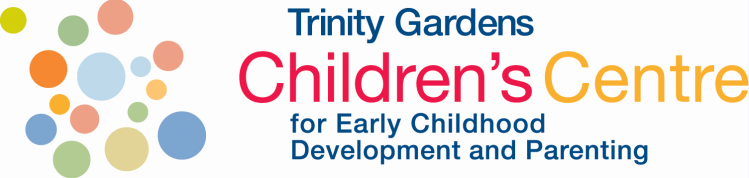 Trinity Gardens
Children's Centre
for Early Childhood
Development and Parenting